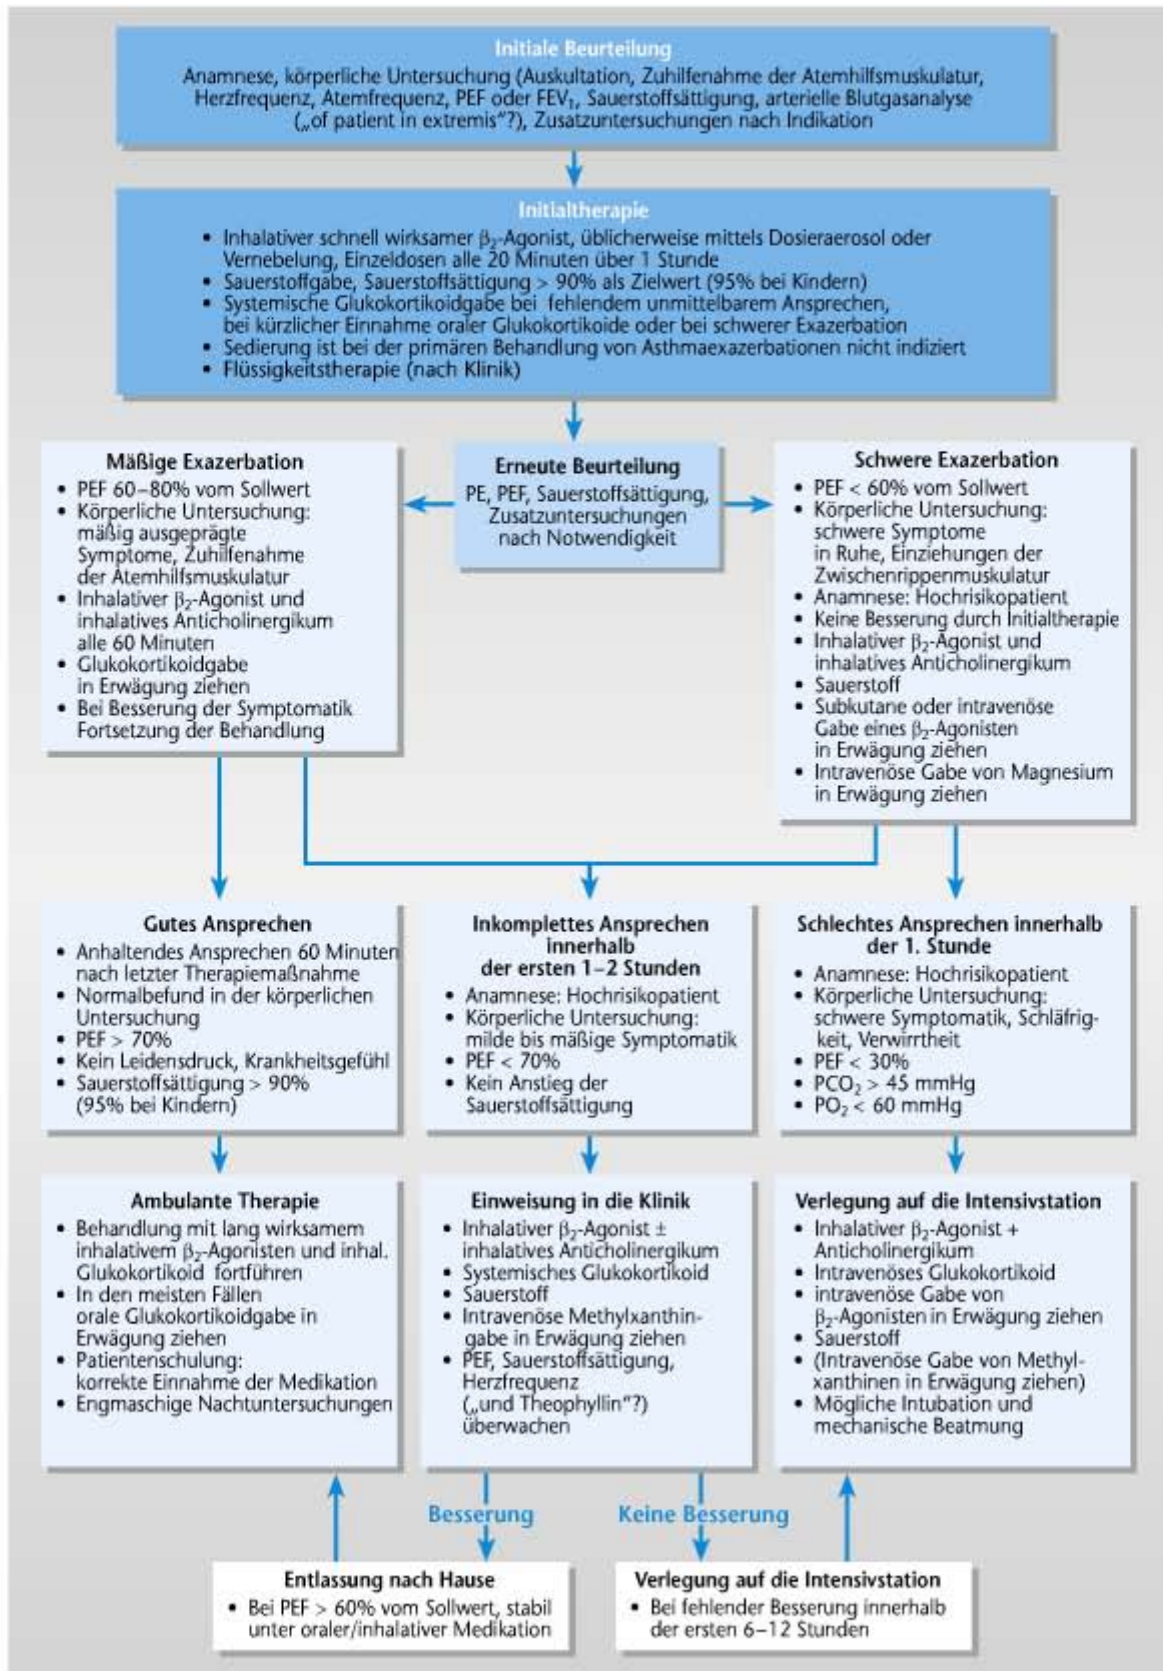 Initiale Beurteilung
Anamnese, körperliche Untersuchung (Auskultation, Zuhilfenahme der Atemhilfsmuskulatur,
Herzfrequenz, Atemfrequenz, PEF oder FEV₁, Sauerstoffsättigung, arterielle Blutgasanalyse
(„of patient in extremis“?), Zusatzuntersuchungen nach Indikation
Initialtherapie
• Inhalativer schnell wirksamer β₂-Agonist, üblicherweise mittels Dosieraerosol oder
Vernebelung, Einzeldosen alle 20 Minuten über 1 Stunde
• Sauerstoffgabe, Sauerstoffsättigung > 90% als Zielwert (95% bei Kindern)
• Systemische Glukokortikoidgabe bei fehlendem unmittelbarem Ansprechen,
bei kürzlicher Einnahme oraler Glukokortikoide oder bei schwerer Exazerbation
• Sedierung ist bei der primären Behandlung von Asthmaexazerbationen nicht indiziert
• Flüssigkeitstherapie (nach Klinik)
Mäßige Exazerbation
• PEF 60–80% vom Sollwert
• Körperliche Untersuchung:
mäßig ausgeprägte
Symptome, Zuhilfenahme
der Atemhilfsmuskulatur
• Inhalativer β₂-Agonist und
inhalatives Anticholinergikum
alle 60 Minuten
• Glukokortikoidgabe
in Erwägung ziehen
• Bei Besserung der Symptomatik
Fortsetzung der Behandlung
Erneute Beurteilung
PE, PEF, Sauerstoffsättigung,
Zusatzuntersuchungen
nach Notwendigkeit
Schwere Exazerbation
• PEF < 60% vom Sollwert
• Körperliche Untersuchung:
schwere Symptome
in Ruhe, Einziehungen der
Zwischenrippenmuskulatur
• Anamnese: Hochrisikopatient
• Keine Besserung durch Initialtherapie
• Inhalativer β₂-Agonist und
inhalatives Anticholinergikum
• Sauerstoff
• Subkutane oder intravenöse
Gabe eines β₂-Agonisten
in Erwägung ziehen
• Intravenöse Gabe von Magnesium
in Erwägung ziehen
Gutes Ansprechen
• Anhaltendes Ansprechen 60 Minuten
nach letzter Therapiemaßnahme
• Normalbefund in der körperlichen
Untersuchung
• PEF > 70%
• Kein Leidensdruck, Krankheitsgefühl
• Sauerstoffsättigung > 90%
(95% bei Kindern)
Inkomplettes Ansprechen
innerhalb
der ersten 1–2 Stunden
• Anamnese: Hochrisikopatient
• Körperliche Untersuchung:
milde bis mäßige Symptomatik
• PEF < 70%
• Kein Anstieg der
Sauerstoffsättigung
Schlechtes Ansprechen innerhalb
der 1. Stunde
• Anamnese: Hochrisikopatient
• Körperliche Untersuchung:
schwere Symptomatik, Schläfrig-
keit, Verwirrtheit
• PEF < 30%
• PCO₂ > 45 mmHg
• PO₂ < 60 mmHg
Ambulante Therapie
• Behandlung mit lang wirksamem
inhalativem β₂-Agonisten und inhal.
Glukokortikoid fortführen
• In den meisten Fällen
orale Glukokortikoidgabe in
Erwägung ziehen
• Patientenschulung:
korrekte Einnahme der Medikation
• Engmaschige Nachtuntersuchungen
Einweisung in die Klinik
• Inhalativer β₂-Agonist ±
inhalatives Anticholinergikum
• Systemisches Glukokortikoid
• Sauerstoff
• Intravenöse Methylxanthin-
gabe in Erwägung ziehen
• PEF, Sauerstoffsättigung,
Herzfrequenz
(„und Theophyllin“?)
überwachen
Verlegung auf die Intensivstation
• Inhalativer β₂-Agonist +
Anticholinergikum
• Intravenöses Glukokortikoid
• intravenöse Gabe von
β₂-Agonisten in Erwägung ziehen
• Sauerstoff
• (Intravenöse Gabe von Methyl-
xanthinen in Erwägung ziehen)
• Mögliche Intubation und
mechanische Beatmung
Besserung
Keine Besserung
Entlassung nach Hause
• Bei PEF > 60% vom Sollwert, stabil
unter oraler/inhalativer Medikation
Verlegung auf die Intensivstation
• Bei fehlender Besserung innerhalb
der ersten 6–12 Stunden